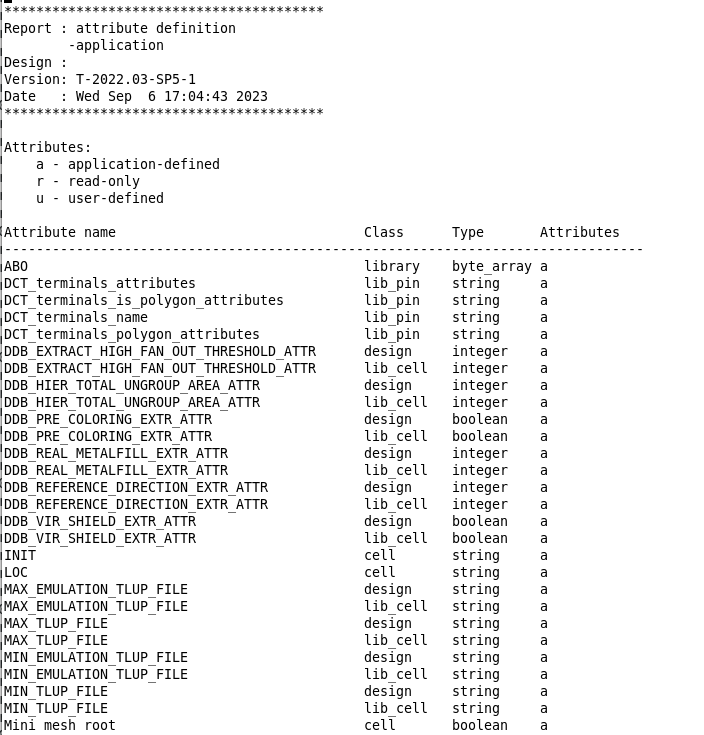 ****************************************
Report : attribute definition
        -application
Design :
Version: T-2022.03-SP5-1
Date   : Wed Sep  6 17:04:43 2023
****************************************

Attributes:
    a - application-defined
    r - read-only
    u - user-defined

Attribute name                               Class      Type       Attributes
--------------------------------------------------------------------------------
ABO                                          library    byte_array a
DCT_terminals_attributes                     lib_pin    string     a
DCT_terminals_is_polygon_attributes          lib_pin    string     a
DCT_terminals_name                           lib_pin    string     a
DCT_terminals_polygon_attributes             lib_pin    string     a
DDB_EXTRACT_HIGH_FAN_OUT_THRESHOLD_ATTR      design     integer    a
DDB_EXTRACT_HIGH_FAN_OUT_THRESHOLD_ATTR      lib_cell   integer    a
DDB_HIER_TOTAL_UNGROUP_AREA_ATTR             design     integer    a
DDB_HIER_TOTAL_UNGROUP_AREA_ATTR             lib_cell   integer    a
DDB_PRE_COLORING_EXTR_ATTR                   design     boolean    a
DDB_PRE_COLORING_EXTR_ATTR                   lib_cell   boolean    a
DDB_REAL_METALFILL_EXTR_ATTR                 design     integer    a
DDB_REAL_METALFILL_EXTR_ATTR                 lib_cell   integer    a
DDB_REFERENCE_DIRECTION_EXTR_ATTR            design     integer    a
DDB_REFERENCE_DIRECTION_EXTR_ATTR            lib_cell   integer    a
DDB_VIR_SHIELD_EXTR_ATTR                     design     boolean    a
DDB_VIR_SHIELD_EXTR_ATTR                     lib_cell   boolean    a
INIT                                         cell       string     a
LOC                                          cell       string     a
MAX_EMULATION_TLUP_FILE                      design     string     a
MAX_EMULATION_TLUP_FILE                      lib_cell   string     a
MAX_TLUP_FILE                                design     string     a
MAX_TLUP_FILE                                lib_cell   string     a
MIN_EMULATION_TLUP_FILE                      design     string     a
MIN_EMULATION_TLUP_FILE                      lib_cell   string     a
MIN_TLUP_FILE                                design     string     a
MIN_TLUP_FILE                                lib_cell   string     a
Mini mesh root                               cell       boolean    a